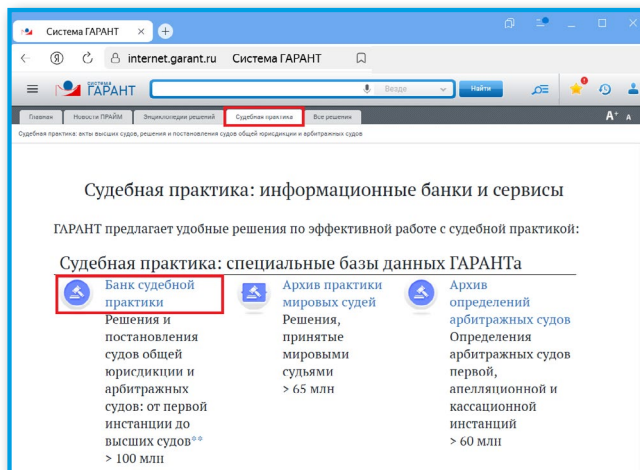 Система ГАРАНТ
internet.garant.ru Система ГАРАНТ
СИСТЕМА
ГАРАНТ
Везде
Найти
Главная Новости ПРАЙМ Энциклопедия решений Судебная практика Все решения
A+ A
Судебная практика: акты высших судов, решения и постановления судов общей юрисдикции и арбитражных судов
Судебная практика: информационные банки и сервисы
ГАРАНТ предлагает удобные решения по эффективной работе с судебной практикой:
Судебная практика: специальные базы данных ГАРАНТа
Банк судебной
практики
Решения и
постановления
судов общей
юрисдикции и
арбитражных
судов: от первой
инстанции до
высших судов**
> 100 млн
Архив практики
мировых судей
Решения,
принятые
мировыми
судьями
> 65 млн
Архив
определений
арбитражных судов
Определения
арбитражных судов
первой,
апелляционной и
кассационной
инстанций
> 60 млн